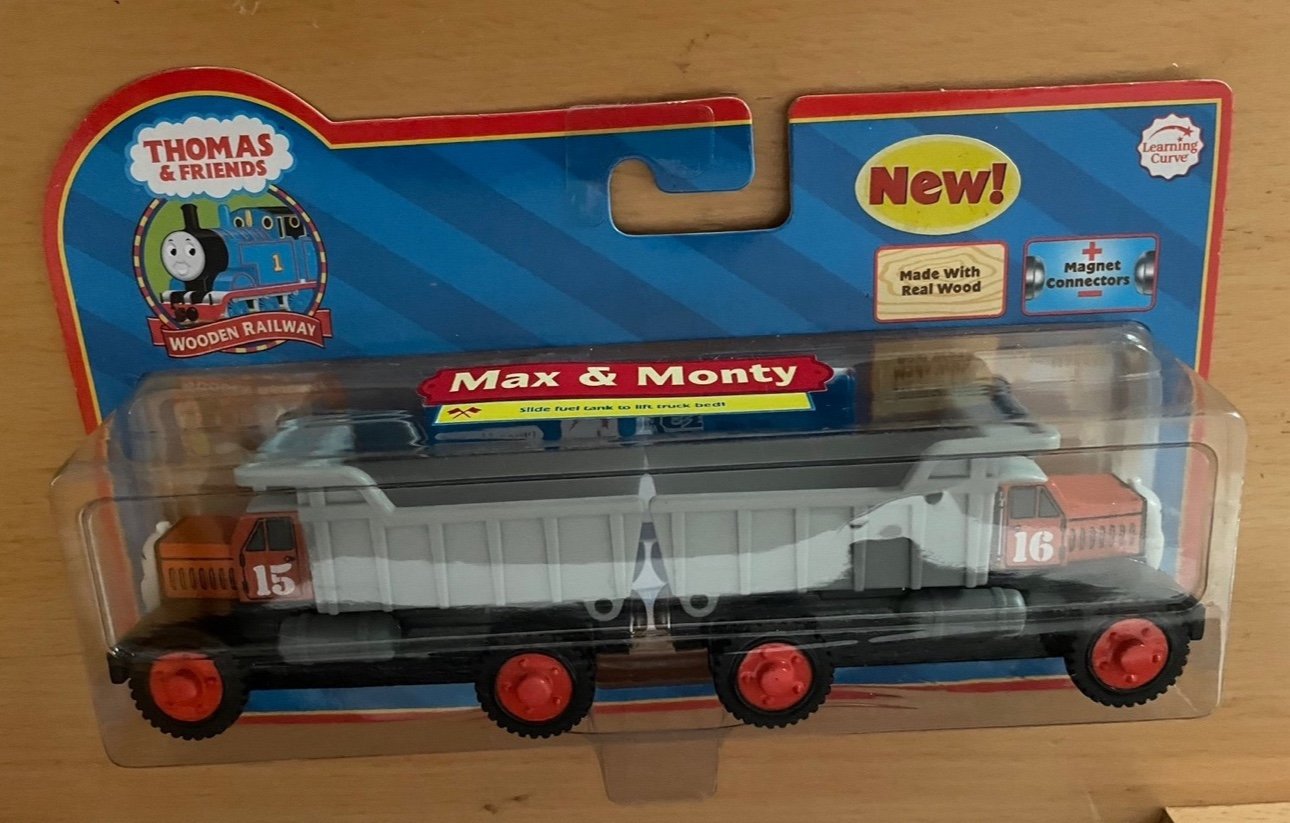 THOMAS
& FRIENDS
1
WOODEN RAILWAY
New!
Learning
Curve
Made With
Real Wood
+
Magnet
Connectors
–
Max & Monty
Slide fuel tank to lift truck bed!
15
16